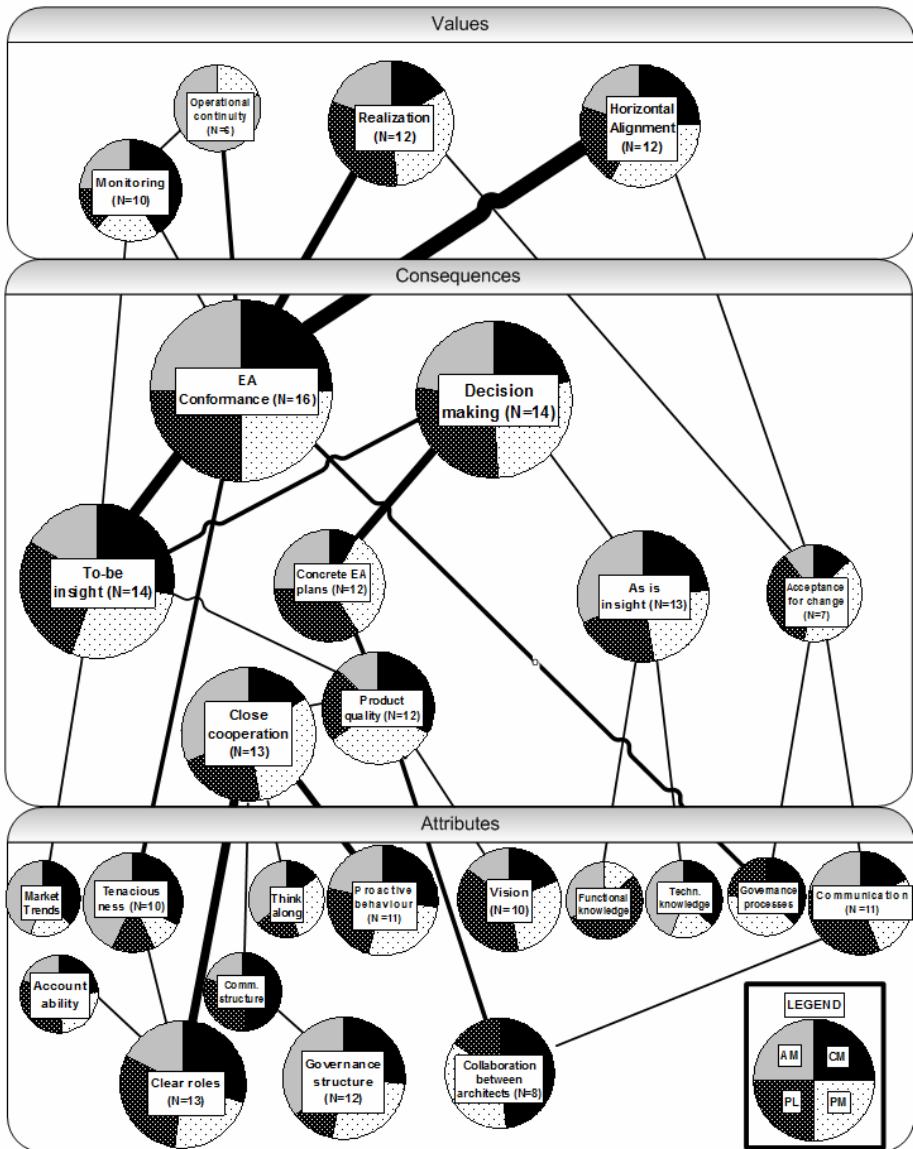 Values
Operational
continuity
(N=6)
Realization
(N=12)
Horizontal
Alignment
(N=12)
Monitoring
(N=10)
Consequences
EA
Conformance (N=16)
Decision
making (N=14)
To-be
insight (N=14)
Concrete EA
plans (N=12)
As is
insight (N=13)
Acceptance
for change
(N=7)
Close
cooperation
(N=13)
Product
quality (N=12)
Attributes
Market
Trends
Tenacious
ness (N=10)
Think
along
Proactive
behaviour
(N=11)
Vision
(N=10)
Functional
knowledge
Techn.
knowledge
Governance
processes
Communication
(N=11)
Account
ability
Comm.
structure
Clear roles
(N=13)
Governance
structure
(N=12)
Collaboration
between
architects (N=8)
LEGEND
AM
CM
PL
PM